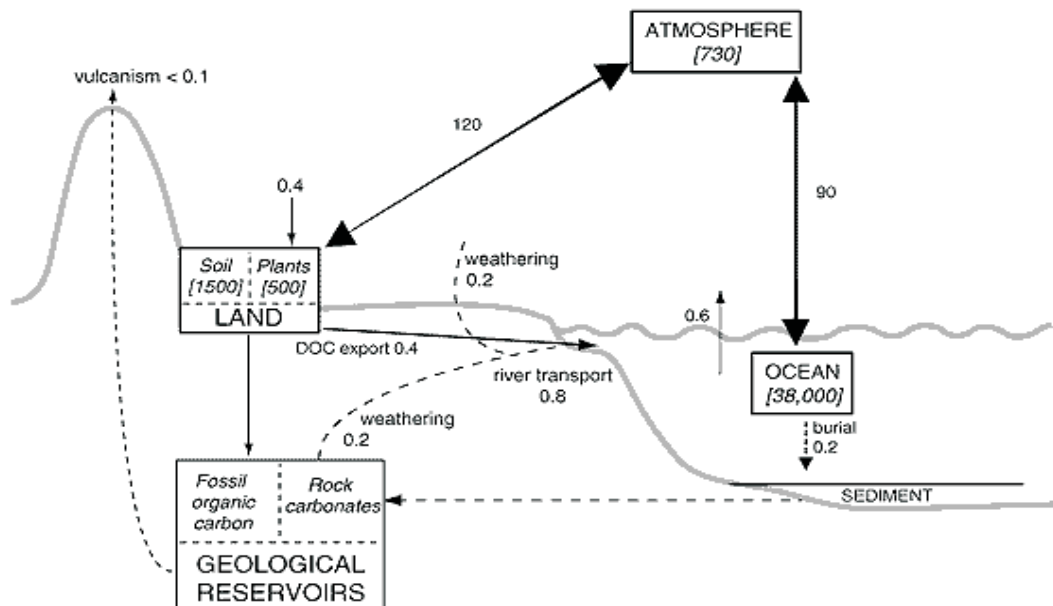 ATMOSPHERE
[730]
vulcanism < 0.1
120
90
0.4
Soil
[1500]
Plants
[500]
LAND
weathering
0.2
0.6
DOC export 0.4
river transport
0.8
OCEAN
[38,000]
weathering
0.2
burial
0.2
Fossil
organic
carbon
Rock
carbonates
SEDIMENT
GEOLOGICAL
RESERVOIRS